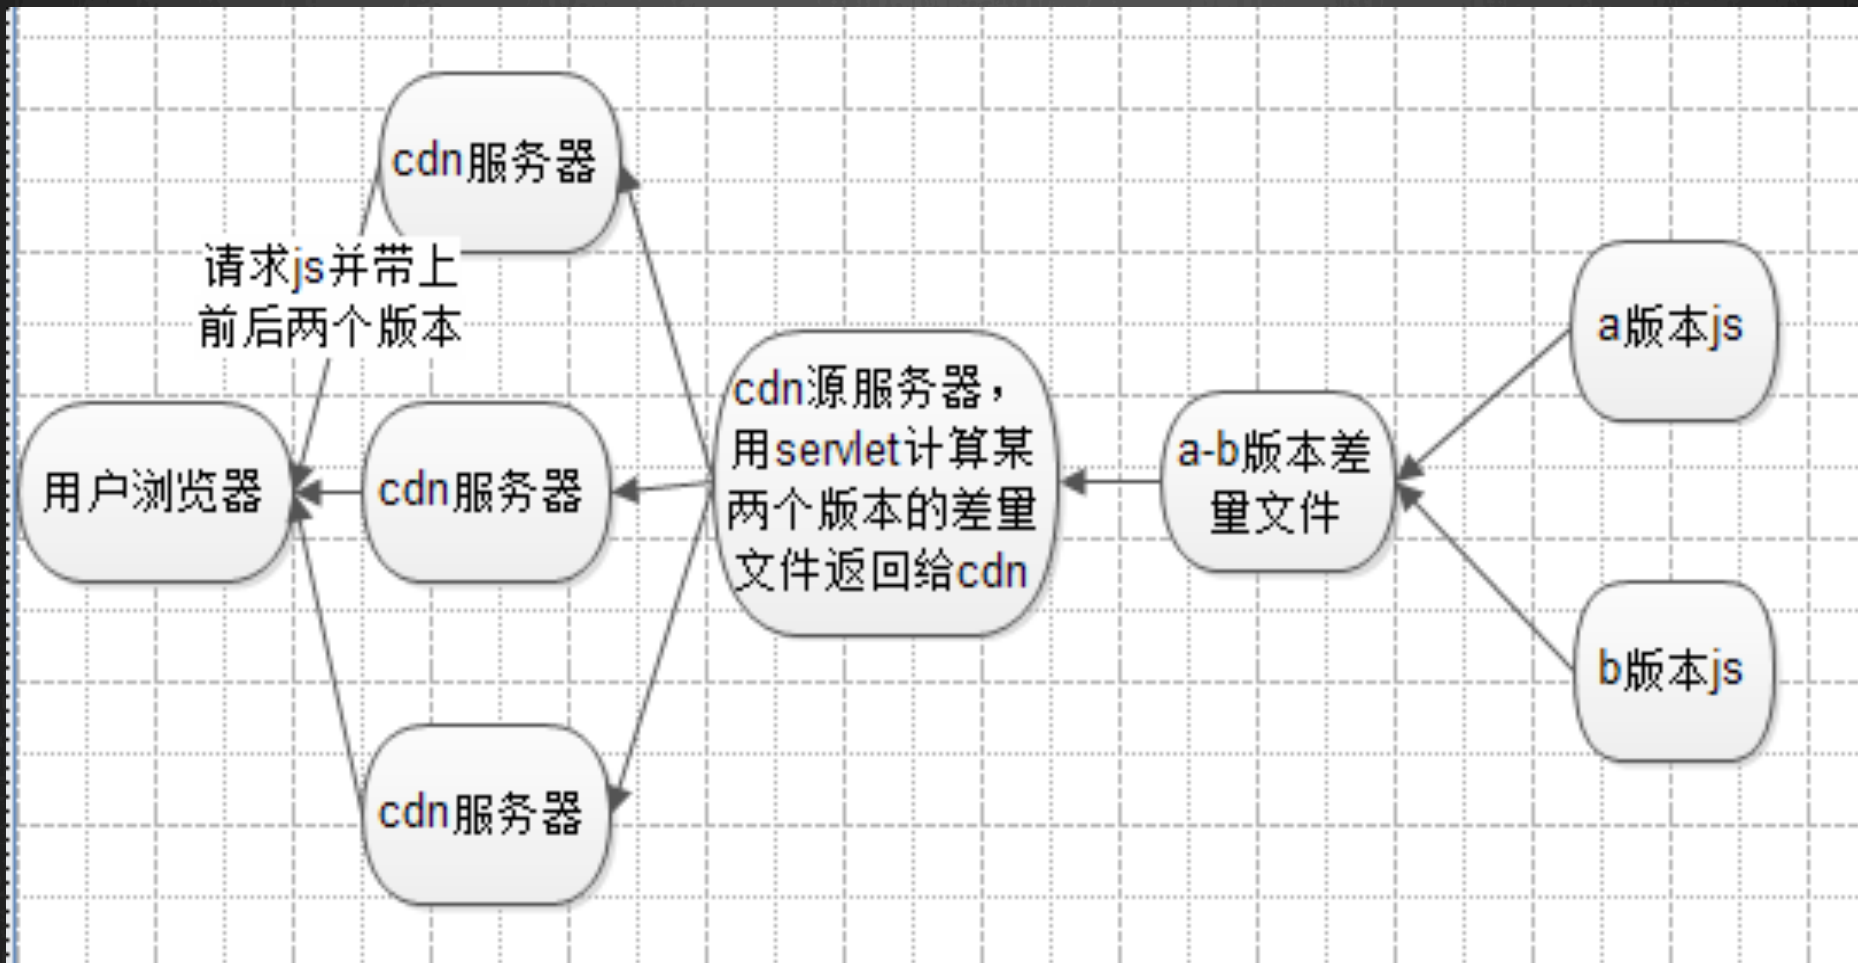 cdn服务器
请求js并带上
前后两个版本
用户浏览器
cdn服务器
cdn服务器
cdn源服务器，
用servlet计算某
两个版本的差量
文件返回给cdn
a-b版本差
量文件
a版本js
b版本js